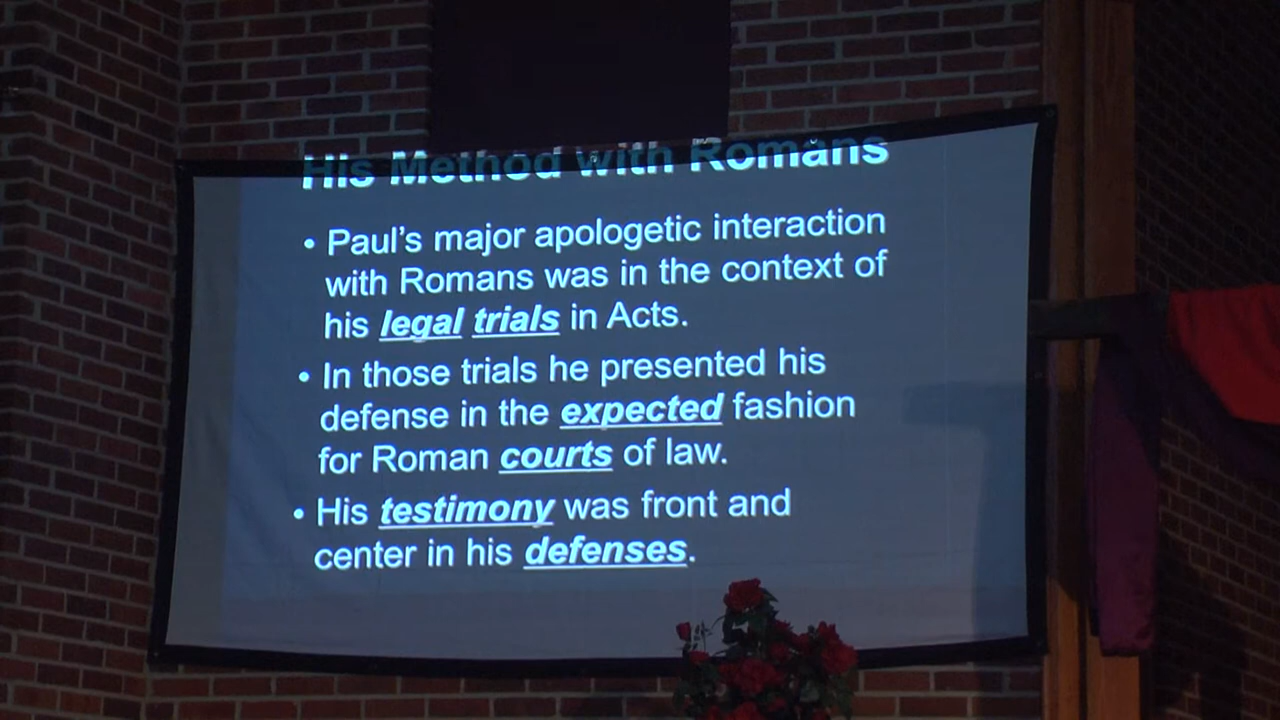 His Method with Romans
• Paul's major apologetic interaction
with Romans was in the context of
his legal trials in Acts.
• In those trials he presented his
defense in the expected fashion
for Roman courts of law.
• His testimony was front and
center in his defenses.